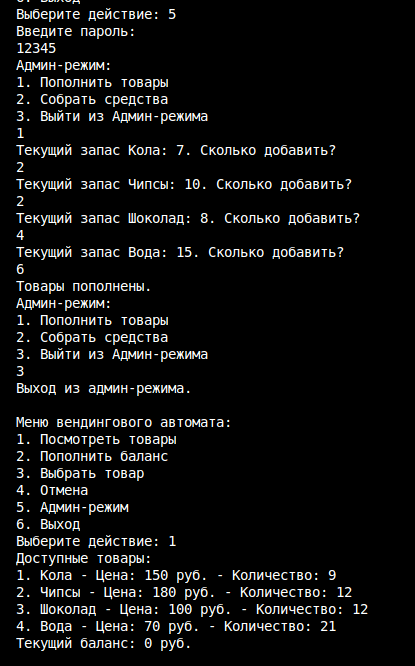 6. Выход
Выберите действие: 5
Введите пароль:
12345
Админ-режим:
1. Пополнить товары
2. Собрать средства
3. Выйти из Админ-режима
1
Текущий запас Кола: 7. Сколько добавить?
2
Текущий запас Чипсы: 10. Сколько добавить?
2
Текущий запас Шоколад: 8. Сколько добавить?
4
Текущий запас Вода: 15. Сколько добавить?
6
Товары пополнены.
Админ-режим:
1. Пополнить товары
2. Собрать средства
3. Выйти из Админ-режима
3
Выход из админ-режима.
Меню вендингового автомата:
1. Посмотреть товары
2. Пополнить баланс
3. Выбрать товар
4. Отмена
5. Админ-режим
6. Выход
Выберите действие: 1
Доступные товары:
1. Кола - Цена: 150 руб. - Количество: 9
2. Чипсы - Цена: 180 руб. - Количество: 12
3. Шоколад - Цена: 100 руб. - Количество: 12
4. Вода - Цена: 70 руб. - Количество: 21
Текущий баланс: 0 руб.